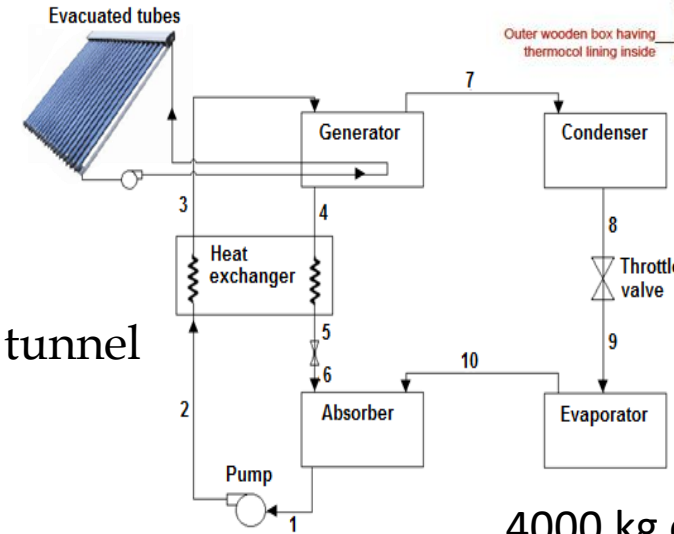 Evacuated tubes
Outer wooden box having
thermocol lining inside
7
Generator
Condenser
3
4
8
Heat
exchanger
Throttle
valve
tunnel
5
9
10
6
2
Absorber
Evaporator
Pump
1
4000 kg